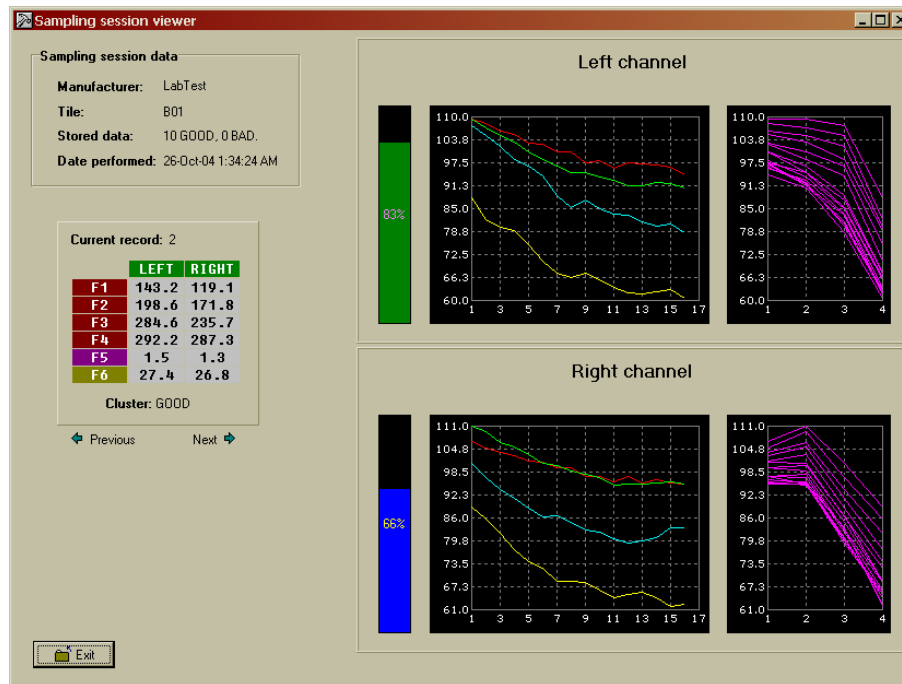 Sampling session viewer
Sampling session data
Manufacturer: LabTest
Tile: B01
Stored data: 10 GOOD, 0 BAD.
Date performed: 26-Oct-04 1:34:24 AM
Current record: 2
LEFT RIGHT
F1 143.2 119.1
F2 198.6 171.8
F3 284.6 235.7
F4 292.2 287.3
F5 1.5 1.3
F6 27.4 26.8
Cluster: GOOD
Previous Next
Exit
Left channel
83%
110.0
103.8
97.5
91.3
85.0
78.8
72.5
66.3
60.0
1 3 5 7 9 11 13 15 17
110.0
103.8
97.5
91.3
85.0
78.8
72.5
66.3
60.0
1 2 3 4
Right channel
66%
111.0
104.8
98.5
92.3
86.0
79.8
73.5
67.3
61.0
1 3 5 7 9 11 13 15 17
111.0
104.8
98.5
92.3
86.0
79.8
73.5
67.3
61.0
1 2 3 4